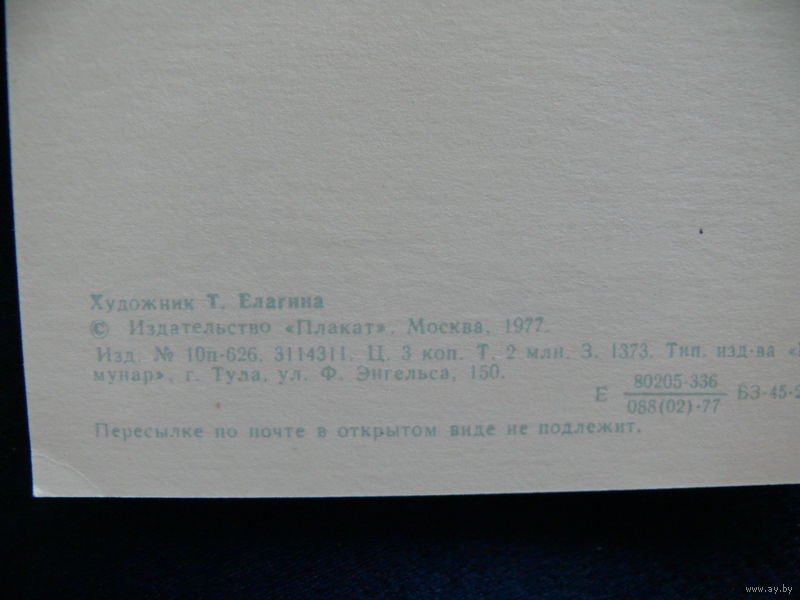 Художник Т. Елагина
© Издательство «Плакат». Москва. 1977.
Изд. № 10п-626. 3114311. Ц. 3 коп. Т. 2 млн. З. 1373. Тип. изд-ва «
мунар», г. Тула, ул. Ф. Энгельса, 150.
Е 80205-336 БЗ-45-2
088(02)-77
Пересылке по почте в открытом виде не подлежит.
www.ay.by